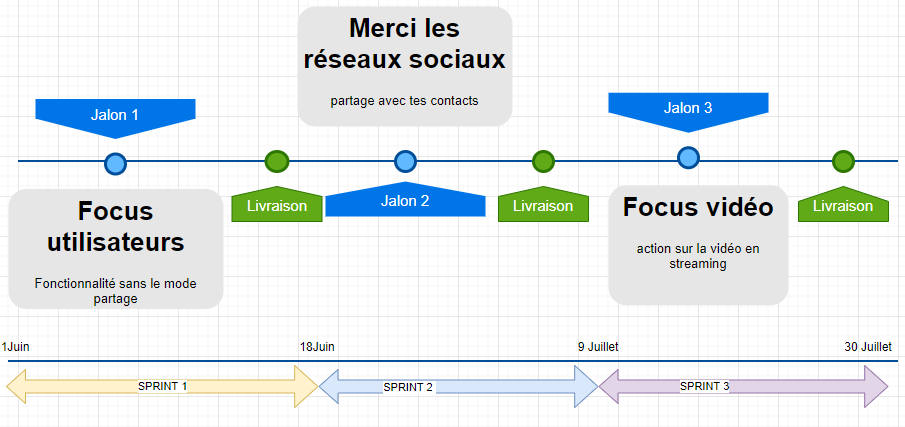 Merci les
réseaux sociaux
partage avec tes contacts
Jalon 1
Jalon 3
Livraison
Jalon 2
Livraison
Livraison
Focus
utilisateurs
Fonctionnalité sans le mode
partage
Focus vidéo
action sur la vidéo en
streaming
1Juin
18Juin
9 Juillet
30 Juillet
SPRINT 1
SPRINT 2
SPRINT 3